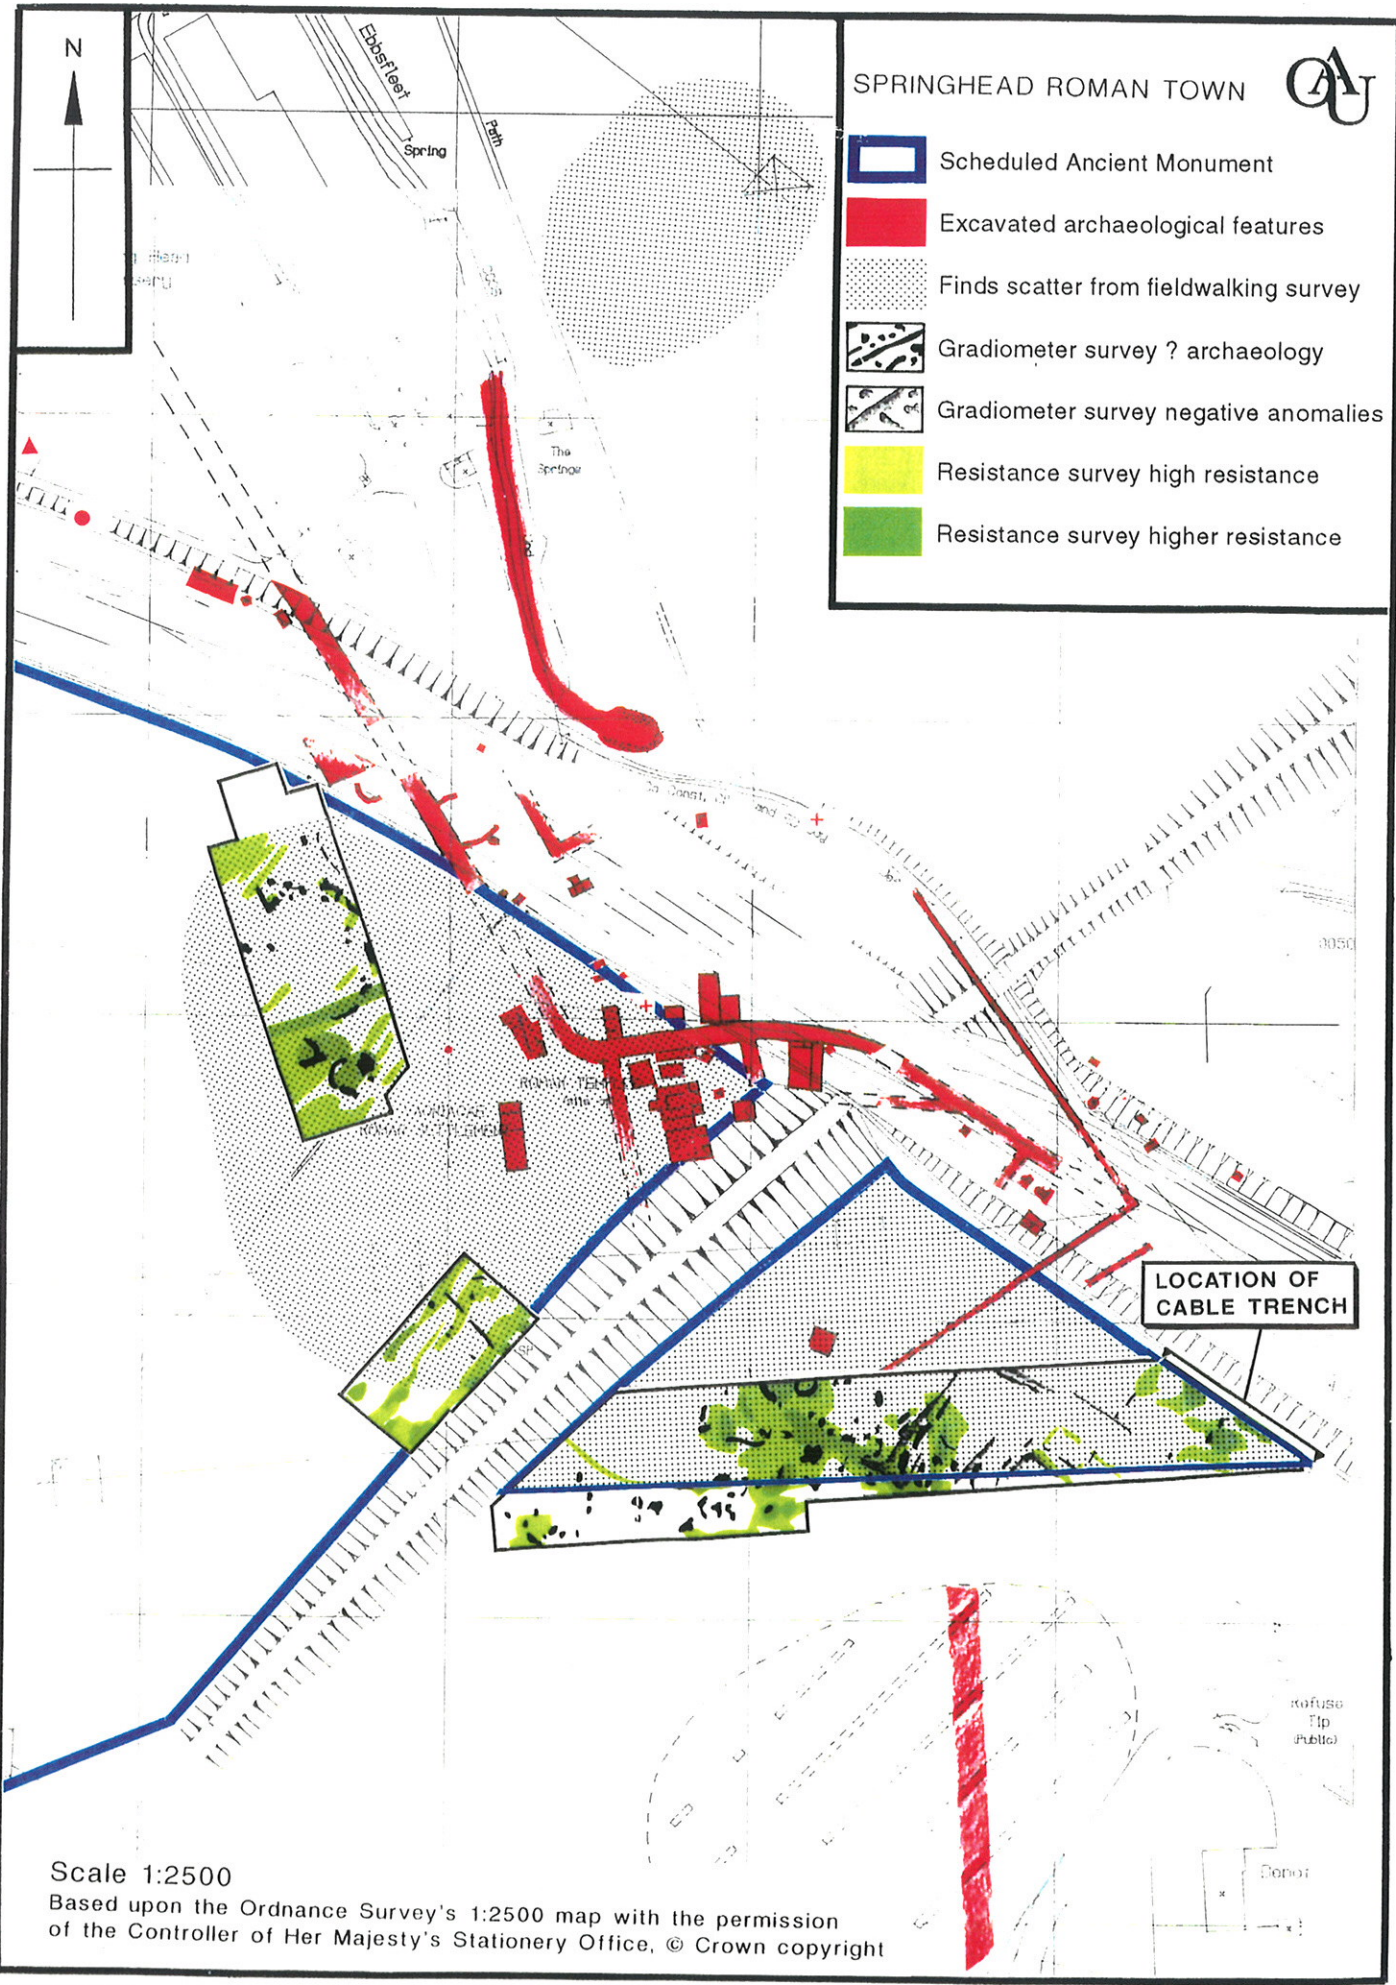 N
Ebbsfleet
Spring
Path
SPRINGHEAD ROMAN TOWN
OAU
Scheduled Ancient Monument
Excavated archaeological features
Finds scatter from fieldwalking survey
Gradiometer survey ? archaeology
Gradiometer survey negative anomalies
Resistance survey high resistance
Resistance survey higher resistance
The
Springs
and
ROMAN
LOCATION OF
CABLE TRENCH
Refuse
Tip
(Public)
Depot
Scale 1:2500
Based upon the Ordnance Survey's 1:2500 map with the permission
of the Controller of Her Majesty's Stationery Office, © Crown copyright